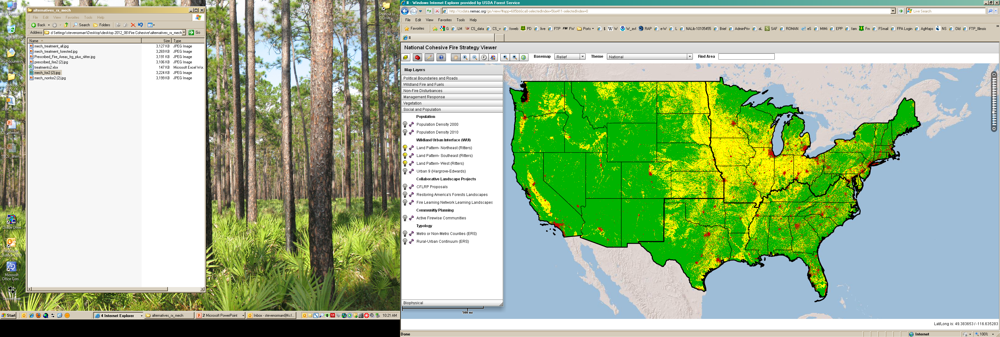 My Computer
Recycle Bin
My Documents
desktop
2012_06
slope_rdless...
CS_alternati...
~$CS_altern...
Oracle Drive
Microsoft
Outlook 2010
Microsoft
Office Com...
Convert.exe
Shortcut to
O-Drive ...
alternatives_rx_mech
File Edit View Favorites Tools Help
Back Search Folders
Address d Settings\stevenorman\Desktop\desktop 2012_06\Fire Cohesive\alternatives_rx_mech Go
Name Size Type
mech_treatment_all.jpg 3,127 KB JPEG Image
mech_treatment_forested.jpg 3,269 KB JPEG Image
Prescribed_Fire_Areas_frg_plus_riitter.jpg 3,191 KB JPEG Image
prescribed_fire2 (2).jpg 3,106 KB JPEG Image
treatments2.xlsx 147 KB Microsoft Excel Wor.
mech_for2 (2).jpg 3,224 KB JPEG Image
mech_nonfor2 (2).jpg 3,199 KB JPEG Image
Start 4 Internet Explorer alternatives_rx_mech 2 Microsoft PowerPoint Inbox - stevenorman@fs.f... 10:21 AM
# - Windows Internet Explorer provided by USDA Forest Service
http://csdata.nemac.org/gis/view/#app=685b&6ca8-selectedIndex=5&e411-selectedIndex=0 Live Search
File Edit View Favorites Tools Help
Favorites G LM CS_data CS_v fsweb PD live FTP FW FW Ports $ W W W_avl RAP e-W L NALib-10105455 Brief AdminPriv aL SAF ROMAN eS MtMi EPP fam Fm FSmail FPA Login AgMaps NS Old FTP_Illinois
#
National Cohesive Fire Strategy Viewer
Basemap Relief Theme National Find Area
Map Layers
Political Boundaries and Roads
Wildland Fire and Fuels
Non-Fire Disturbances
Management Response
Vegetation
Social and Population
Population
Population Density 2000
Population Density 2010
Wildland Urban Interface (WUI)
Land Pattern- Northeast (Ritters)
Land Pattern- Southeast (Ritters)
Land Pattern- West (Ritters)
Urban 9 (Hargrove-Edwards)
Collaborative Landscape Projects
CFLRP Proposals
Restoring America's Forests Landscapes
Fire Learning Network Learning Landscapes
Communitiy Planning
Active Firewise Communities
Typology
Metro or Non-Metro Counties (ERS)
Rural-Urban Continuum (ERS)
Biophysical
500 mi
Lat/Long is: 49.383653 / -116.635283
Done Internet 100%